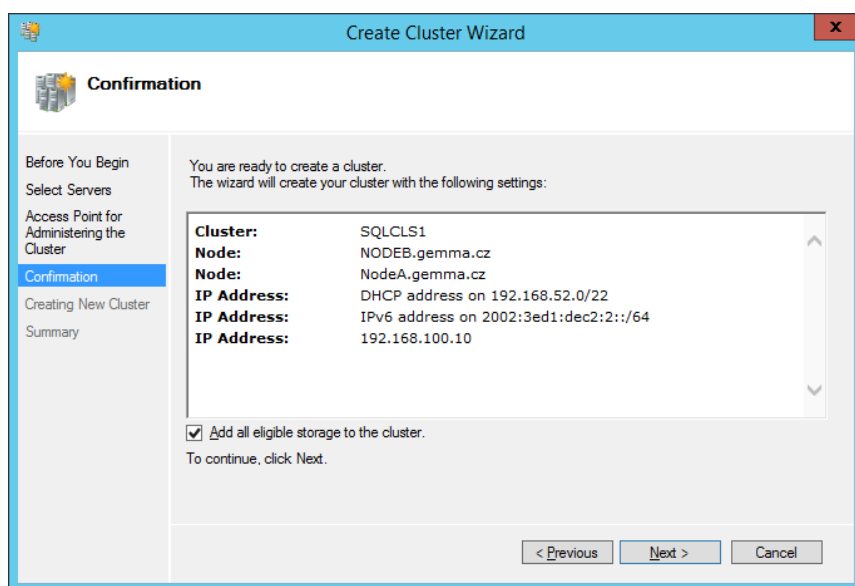 Create Cluster Wizard
x
Confirmation
Before You Begin
Select Servers
Access Point for
Administering the
Cluster
Confirmation
Creating New Cluster
Summary
You are ready to create a cluster.
The wizard will create your cluster with the following settings:
Cluster: SQLCLS1
Node: NODEB.gemma.cz
Node: NodeA.gemma.cz
IP Address: DHCP address on 192.168.52.0/22
IP Address: IPv6 address on 2002:3ed1:dec2:2::/64
IP Address: 192.168.100.10
Add all eligible storage to the cluster.
To continue, click Next.
< Previous
Next >
Cancel